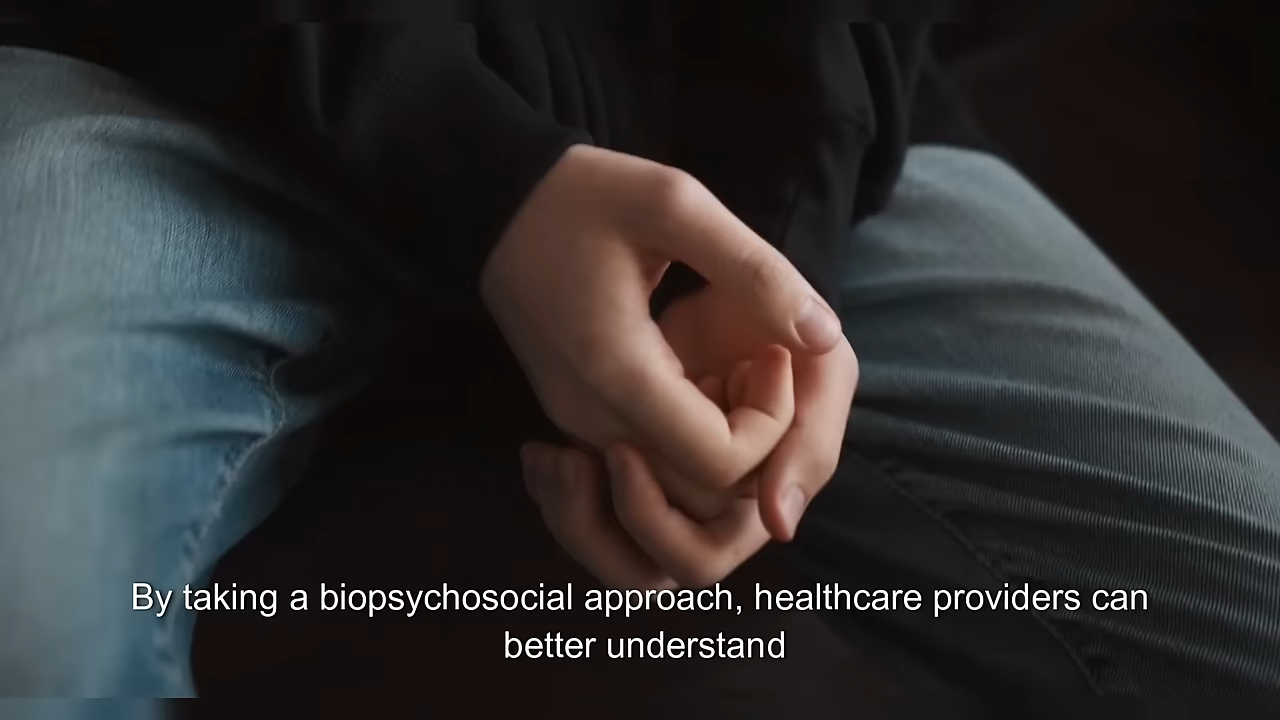 By taking a biopsychosocial approach, healthcare providers can
better understand